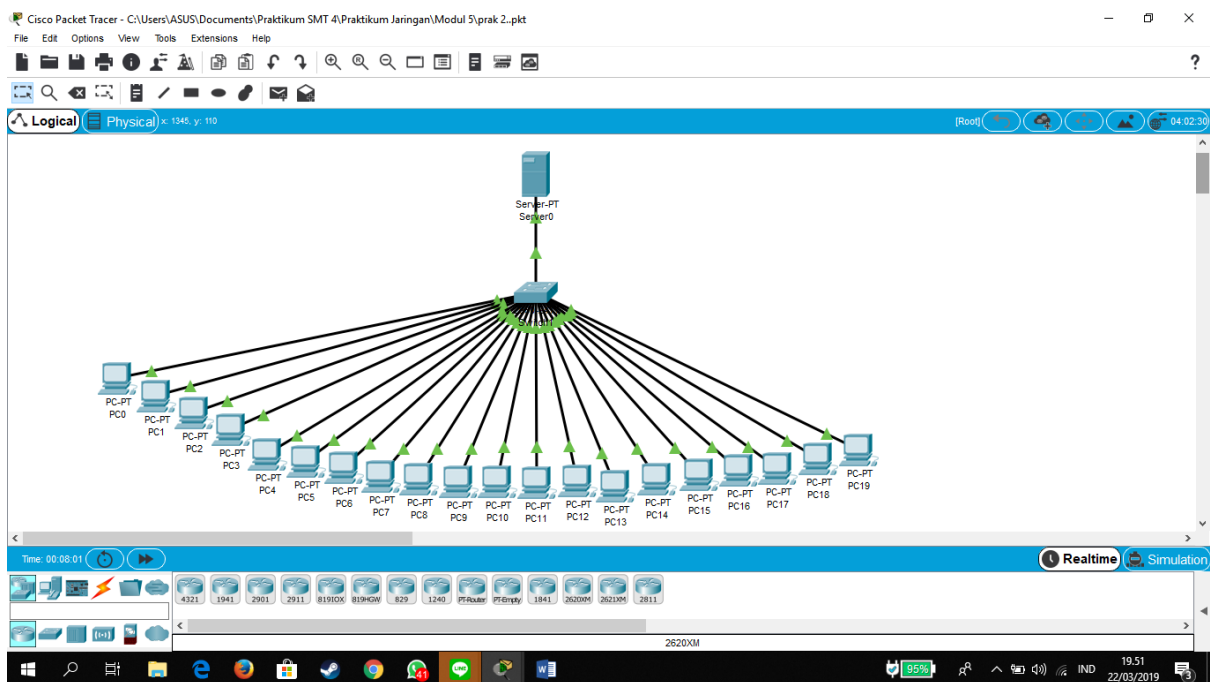 Cisco Packet Tracer - C:\Users\ASUS\Documents\Praktikum SMT 4\Praktikum Jaringan\Modul 5\prak 2..pkt
File Edit Options View Tools Extensions Help
?
Logical Physical x: 1345, y: 110 [Root] 04:02:30
Server-PT
Server0
PC-PT
PC0
PC-PT
PC1
PC-PT
PC2
PC-PT
PC3
PC-PT
PC4
PC-PT
PC5
PC-PT
PC6
PC-PT
PC7
PC-PT
PC8
PC-PT
PC9
PC-PT
PC10
PC-PT
PC11
PC-PT
PC12
PC-PT
PC13
PC-PT
PC14
PC-PT
PC15
PC-PT
PC16
PC-PT
PC17
PC-PT
PC18
PC-PT
PC19
Time: 00:08:01 Realtime Simulation
4321 1941 2901 2911 819IOX 819HGW 829 1240 PT-Router PT-Empty 1841 2620XM 2621XM 2811
2620XM
41 LINE 95% IND 19.51
22/03/2019 3